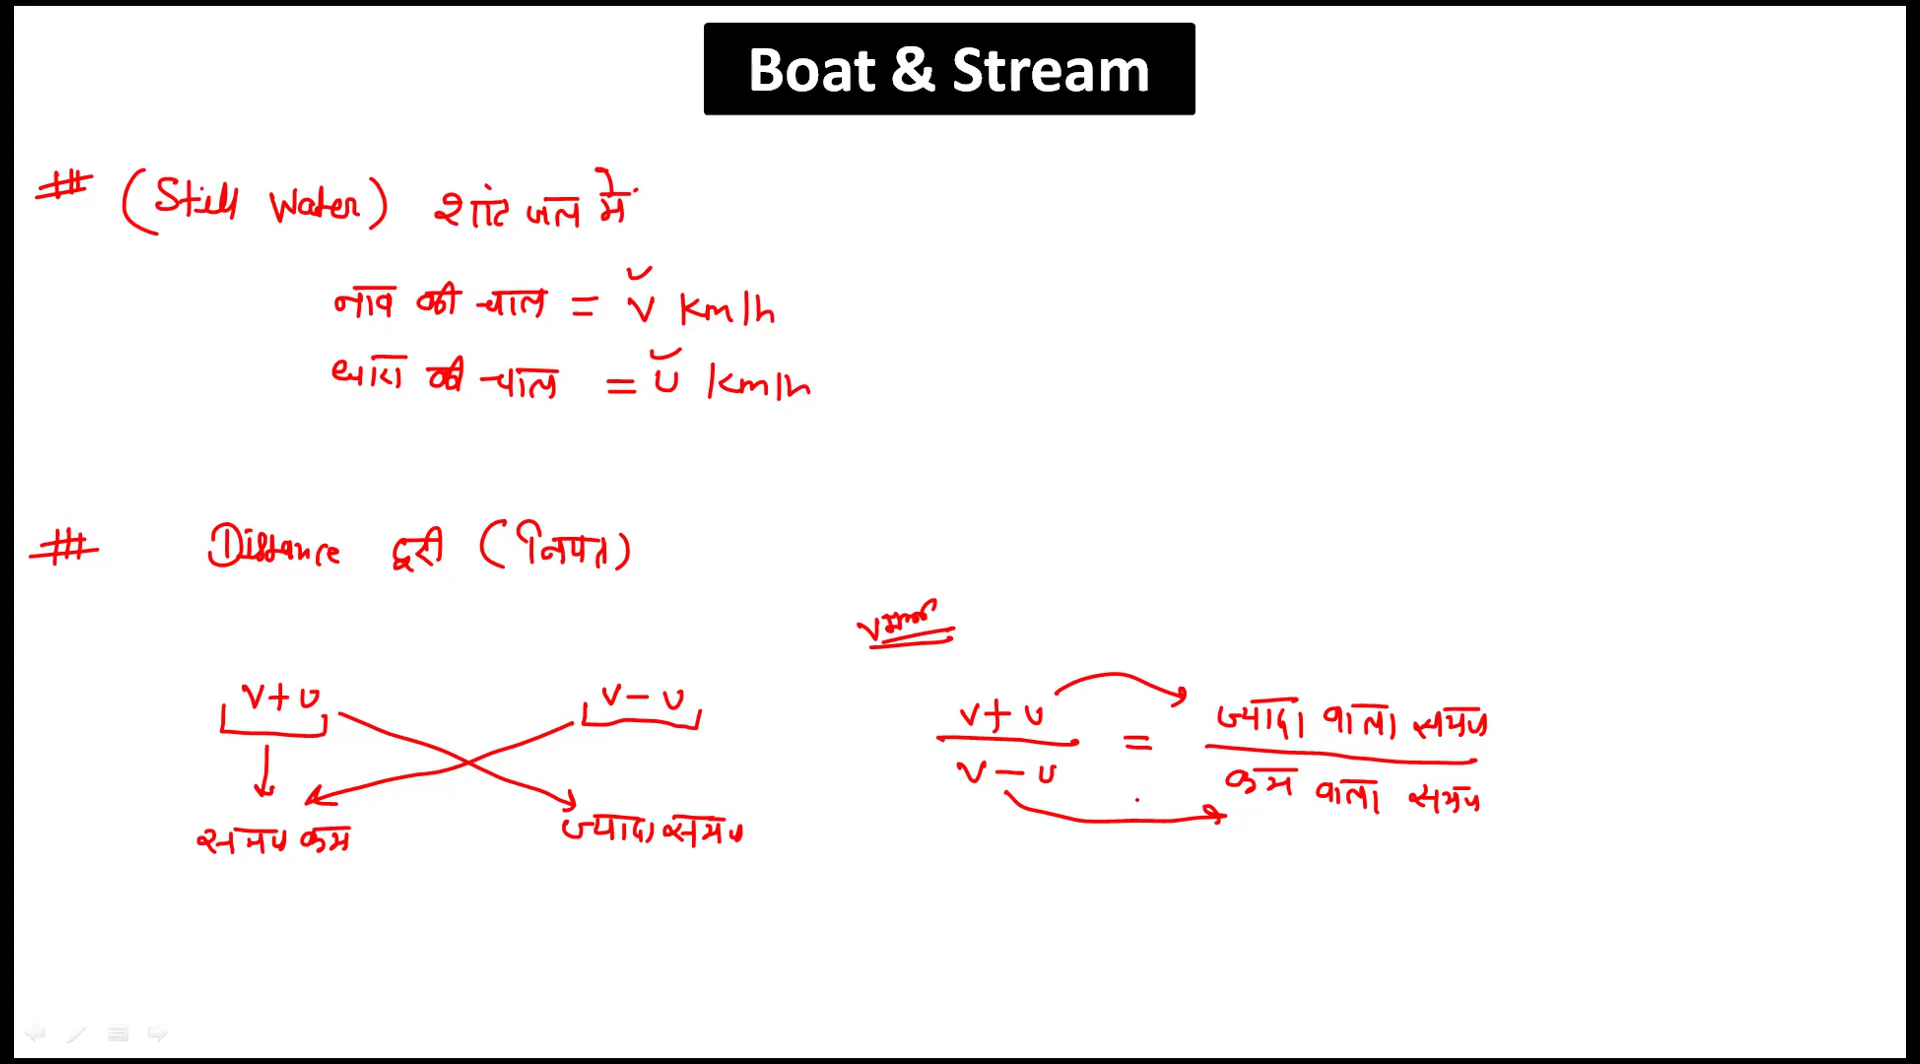 Boat & Stream
(Still Water) शांत जल में
नाव की चाल = v km/h
धारा की चाल = u km/h
Distance दूरी (नियत)
v+u v-u
समय कम ज्यादा समय
v+u / v-u = ज्यादा वाला समय / कम वाला समय